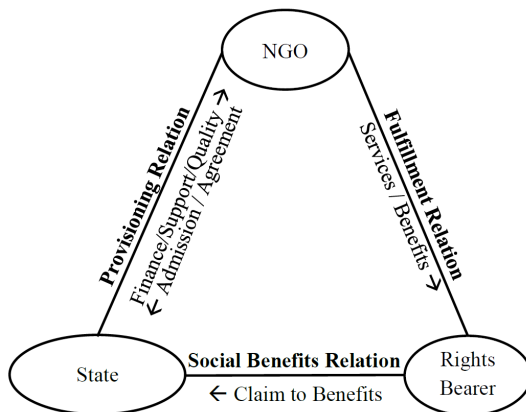 NGO
Provisioning Relation
Finance/Support/Quality →
← Admission / Agreement
Fulfillment Relation
Services / Benefits →
State
Social Benefits Relation
← Claim to Benefits
Rights
Bearer